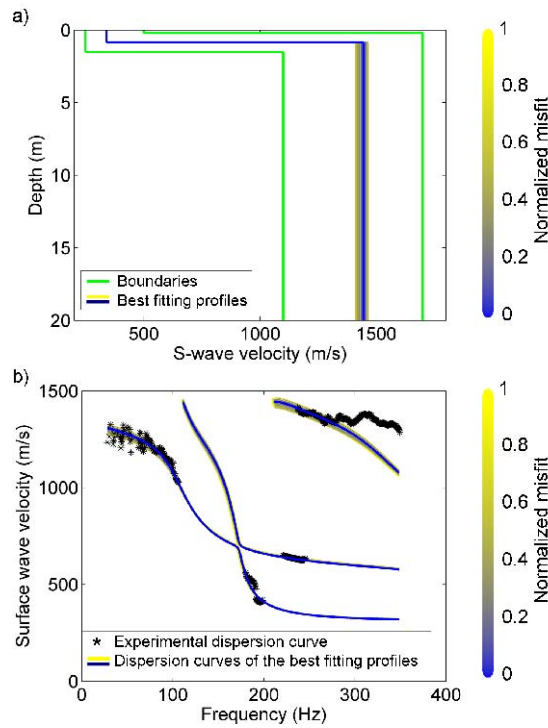 a)
0
5
10
15
20
Depth (m)
Boundaries
Best fitting profiles
500
1000
1500
S-wave velocity (m/s)
1
0.8
0.6
0.4
0.2
0
Normalized misfit
b)
1500
1000
500
0
Surface wave velocity (m/s)
Experimental dispersion curve
Dispersion curves of the best fitting profiles
0
100
200
300
400
Frequency (Hz)
1
0.8
0.6
0.4
0.2
0
Normalized misfit